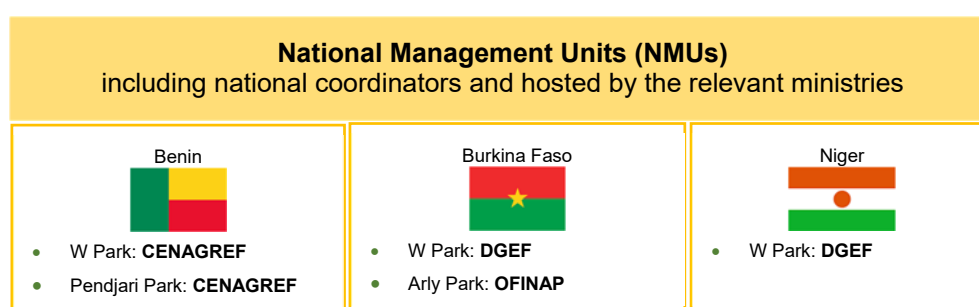 National Management Units (NMUs)
including national coordinators and hosted by the relevant ministries
Benin
• W Park: CENAGREF
• Pendjari Park: CENAGREF
Burkina Faso
• W Park: DGEF
• Arly Park: OFINAP
Niger
• W Park: DGEF